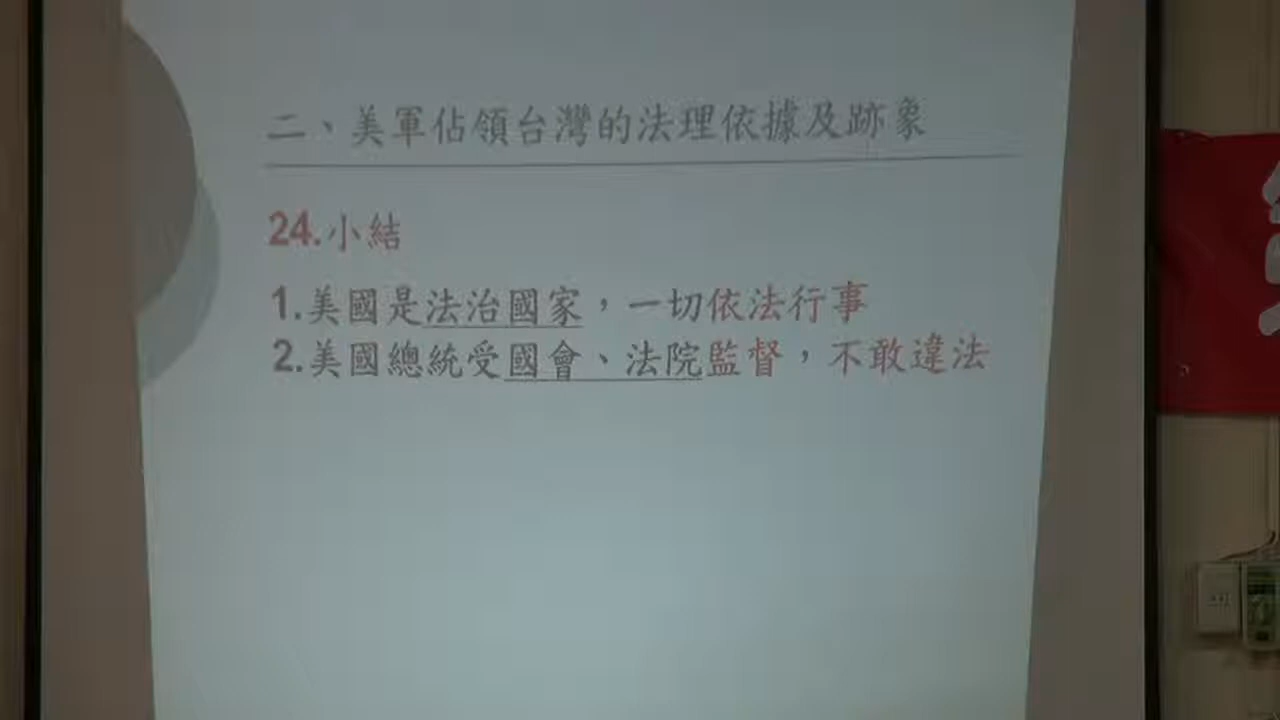 二、美軍佔領台灣的法理依據及跡象
24.小結
1.美國是法治國家，一切依法行事
2.美國總統受國會、法院監督，不敢違法